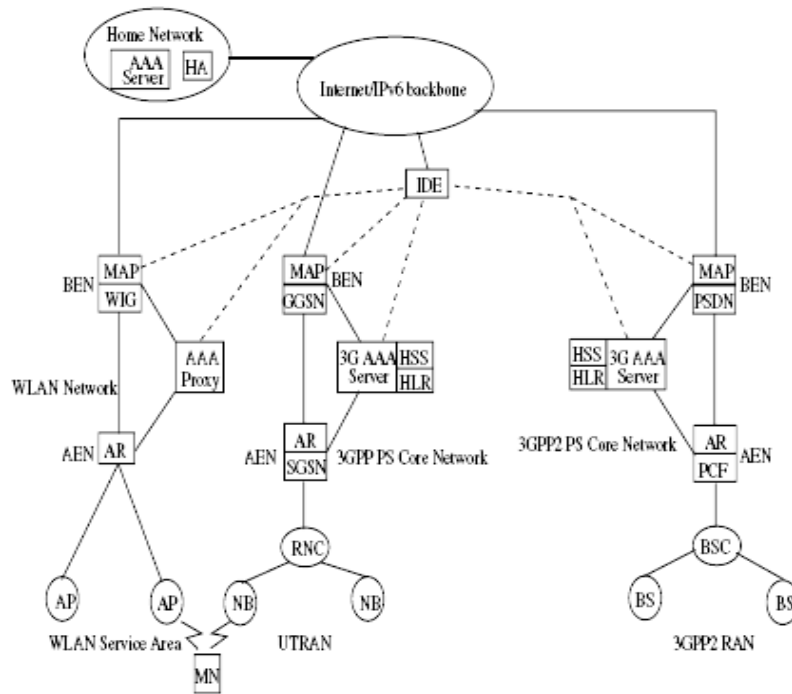 Home Network
AAA
Server
HA
Internet/IPv6 backbone
IDE
BEN
MAP
WIG
MAP
GGSN
BEN
MAP
PSDN
BEN
AAA
Proxy
3G AAA
Server
HSS
HLR
HSS
HLR
3G AAA
Server
WLAN Network
AEN
AR
AEN
AR
SGSN
3GPP PS Core Network
3GPP2 PS Core Network
AR
PCF
AEN
RNC
BSC
AP
AP
NB
NB
BS
BS
WLAN Service Area
UTRAN
3GPP2 RAN
MN